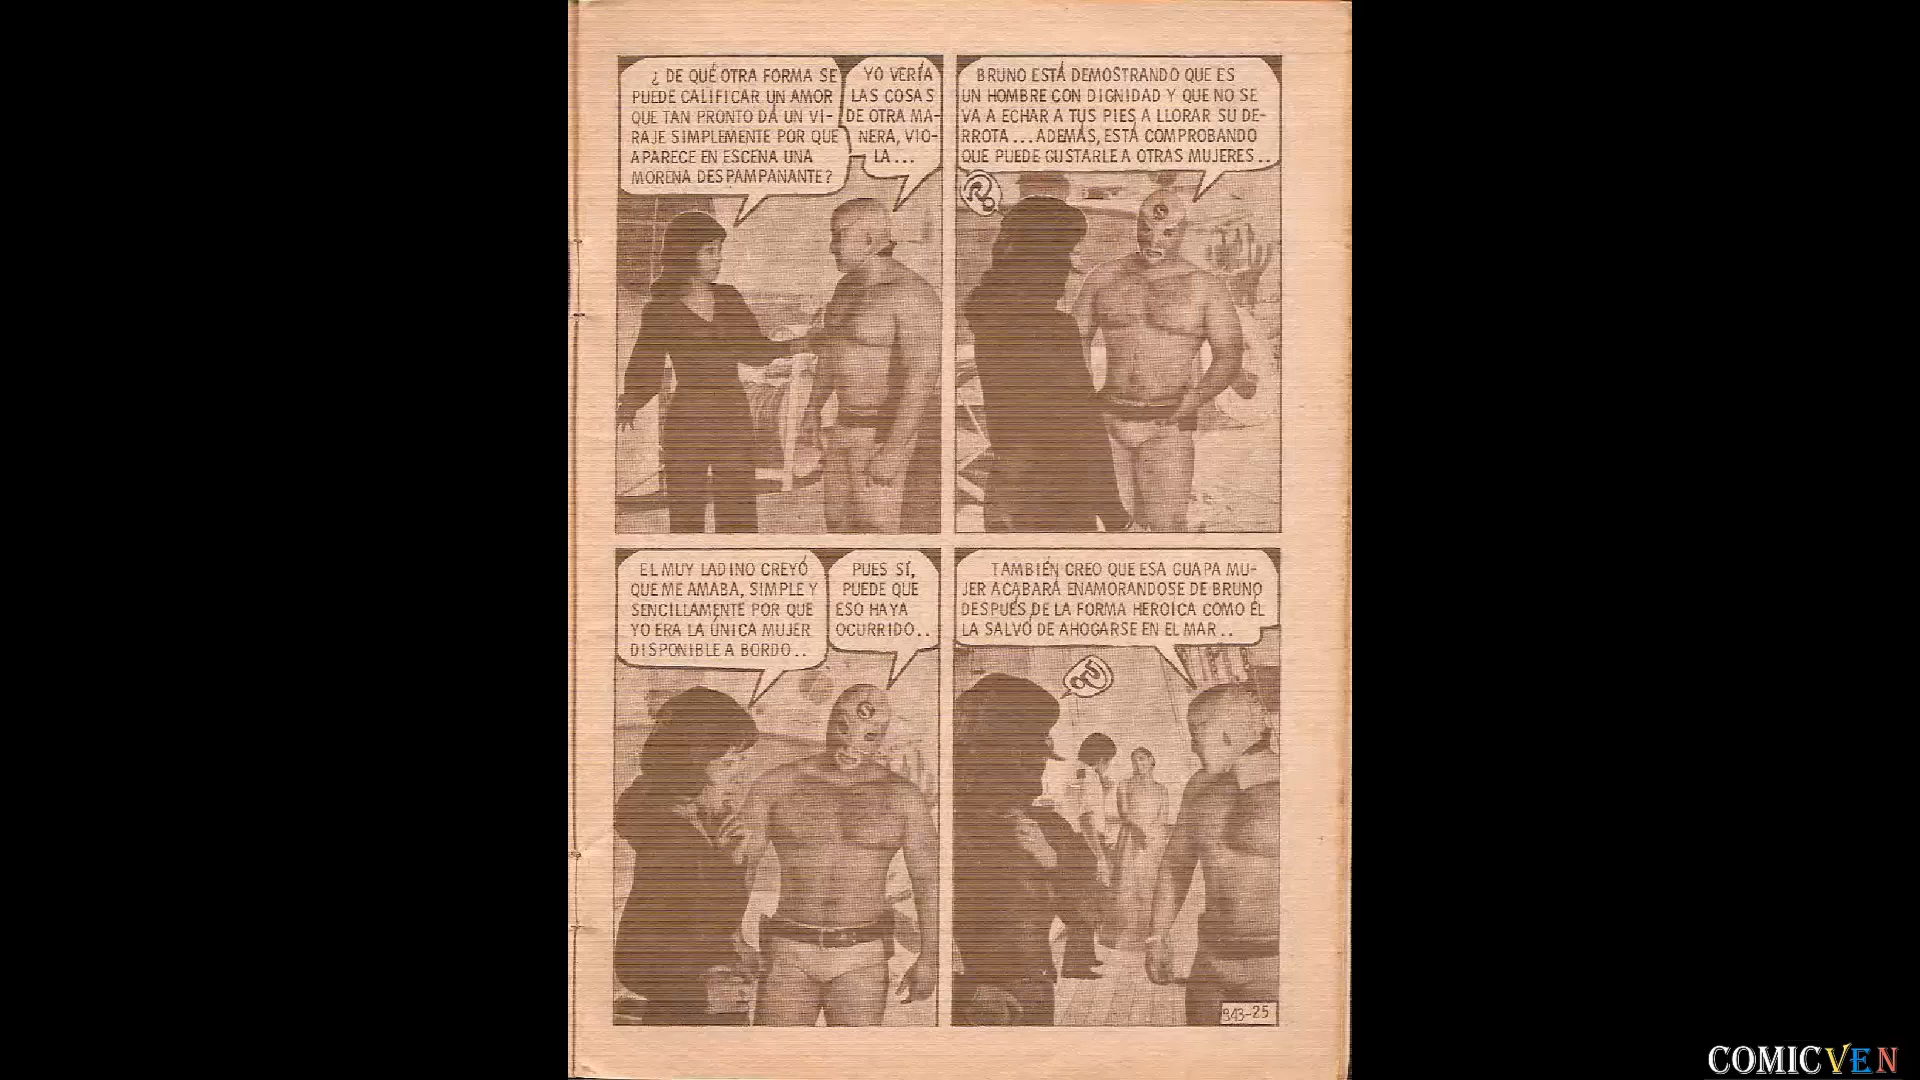 ¿ DE QUÉ OTRA FORMA SE
PUEDE CALIFICAR UN AMOR
QUE TAN PRONTO DÁ UN VI-
RAJE SIMPLEMENTE POR QUE
APARECE EN ESCENA UNA
MORENA DESPAMPANANTE?
YO VERÍA
LAS COSAS
DE OTRA MA-
NERA, VIO-
LA...
BRUNO ESTÁ DEMOSTRANDO QUE ES
UN HOMBRE CON DIGNIDAD Y QUE NO SE
VA A ECHAR A TUS PIES A LLORAR SU DE-
RROTA... ADEMÁS, ESTÁ COMPROBANDO
QUE PUEDE GUSTARLE A OTRAS MUJERES..
?
S
EL MUY LADINO CREYÓ
QUE ME AMABA, SIMPLE Y
SENCILLAMENTE POR QUE
YO ERA LA ÚNICA MUJER
DISPONIBLE A BORDO..
PUES SÍ,
PUEDE QUE
ESO HAYA
OCURRIDO..
S
TAMBIÉN CREO QUE ESA GUAPA MU-
JER ACABARÁ ENAMORANDOSE DE BRUNO
DESPUÉS DE LA FORMA HEROICA COMO ÉL
LA SALVÓ DE AHOGARSE EN EL MAR..
?
943-25
COMICVEN